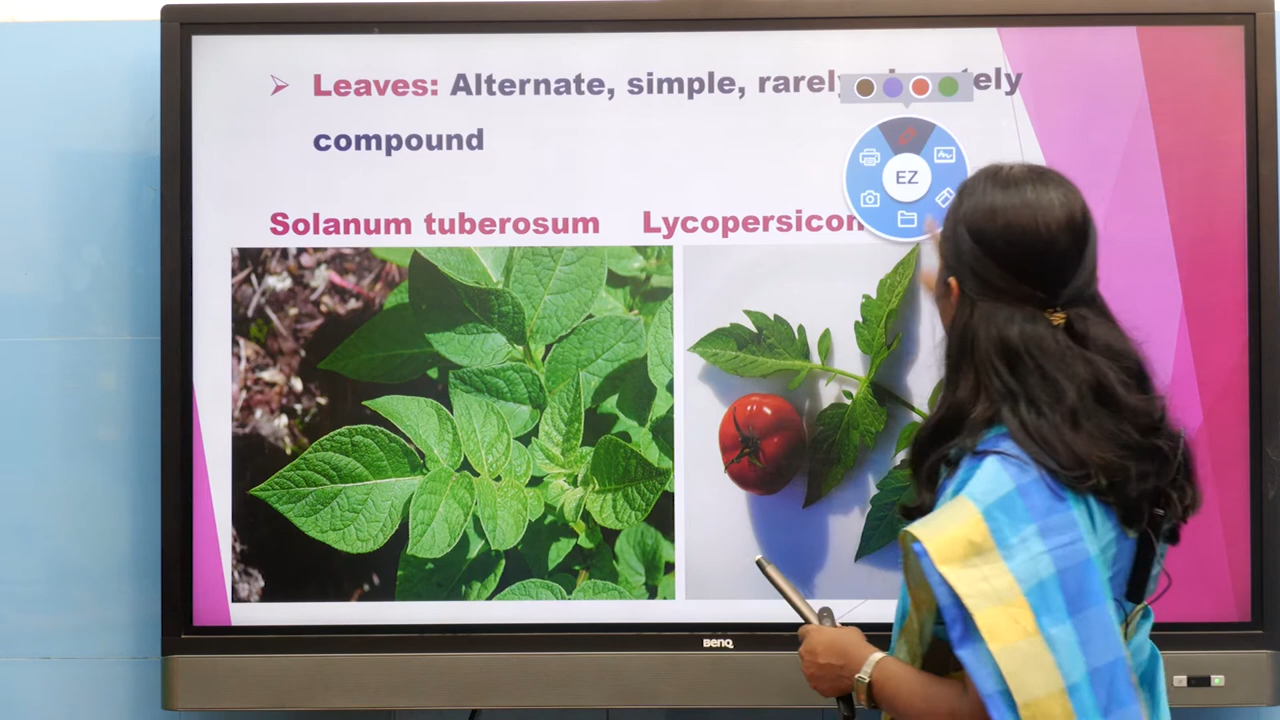 Leaves: Alternate, simple, rarely
compound
Solanum tuberosum Lycopersicon
EZ
BenQ